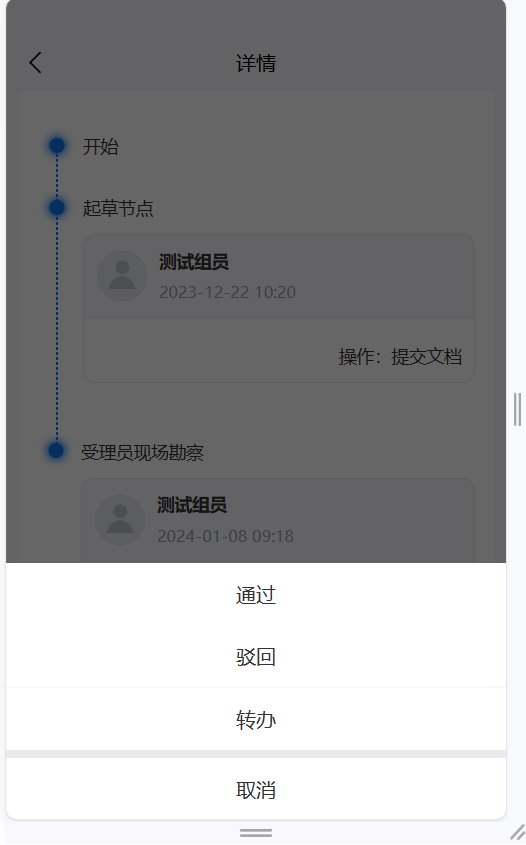 详情
开始
起草节点
测试组员
2023-12-22 10:20
操作：提交文档
受理员现场勘察
测试组员
2024-01-08 09:18
通过
驳回
转办
取消